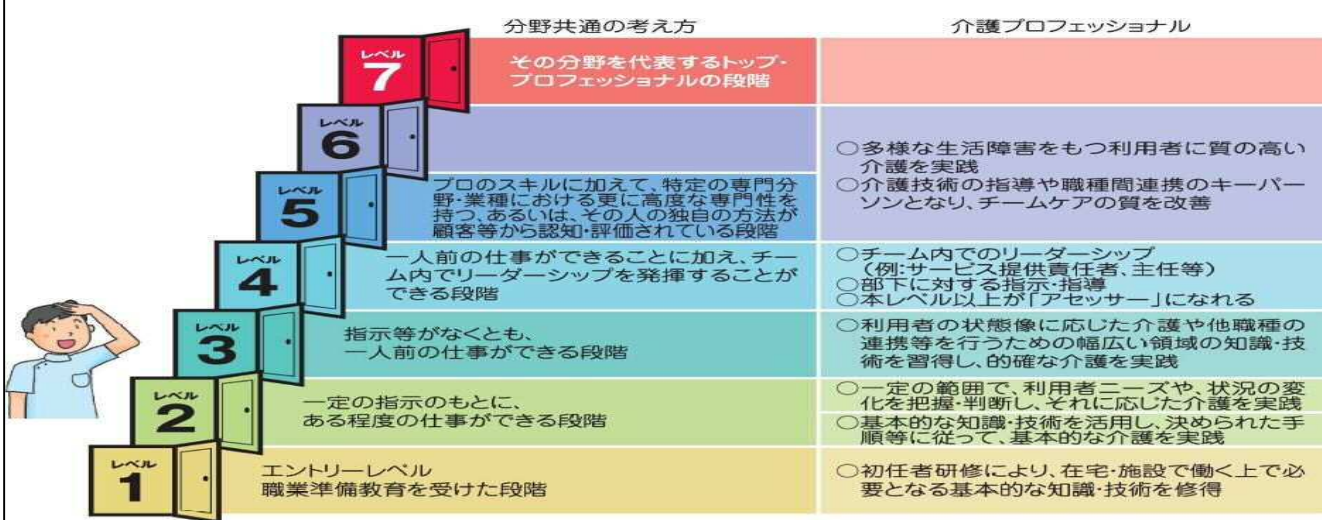 分野共通の考え方
介護プロフェッショナル
レベル
7
その分野を代表するトップ・
プロフェッショナルの段階
レベル
6
レベル
5
プロのスキルに加えて、特定の専門分
野・業種における更に高度な専門性を
持つ、あるいは、その人の独自の方法が
顧客等から認知・評価されている段階
○多様な生活障害をもつ利用者に質の高い
介護を実践
○介護技術の指導や職種間連携のキーパー
ソンとなり、チームケアの質を改善
レベル
4
一人前の仕事ができることに加え、チー
ム内でリーダーシップを発揮することが
できる段階
○チーム内でのリーダーシップ
(例:サービス提供責任者、主任等)
○部下に対する指示・指導
○本レベル以上が「アセッサー」になれる
レベル
3
指示等がなくとも、
一人前の仕事ができる段階
○利用者の状態像に応じた介護や他職種の
連携等を行うための幅広い領域の知識・技
術を習得し、的確な介護を実践
レベル
2
一定の指示のもとに、
ある程度の仕事ができる段階
○一定の範囲で、利用者ニーズや、状況の変
化を把握・判断し、それに応じた介護を実践
○基本的な知識・技術を活用し、決められた手
順等に従って、基本的な介護を実践
レベル
1
エントリーレベル
職業準備教育を受けた段階
○初任者研修により、在宅・施設で働く上で必
要となる基本的な知識・技術を修得